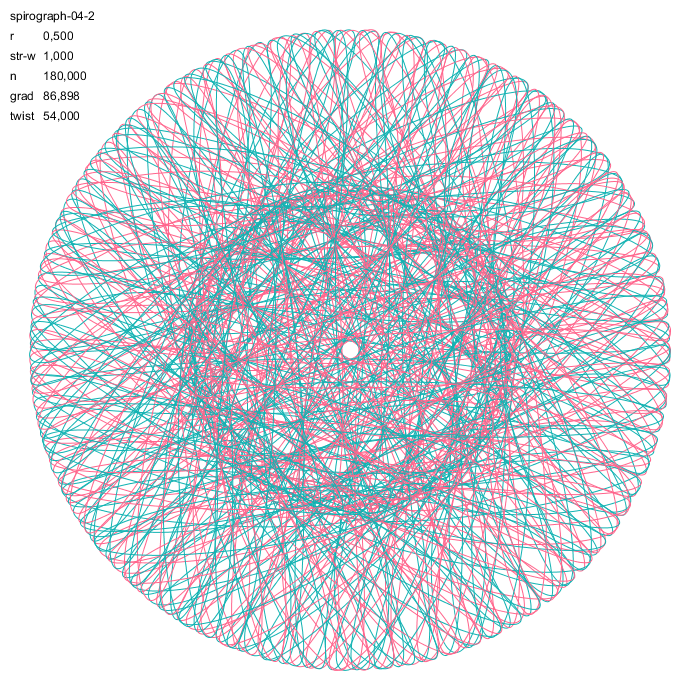 spirograph-04-2
r 0,500
str-w 1,000
n 180,000
grad 86,898
twist 54,000